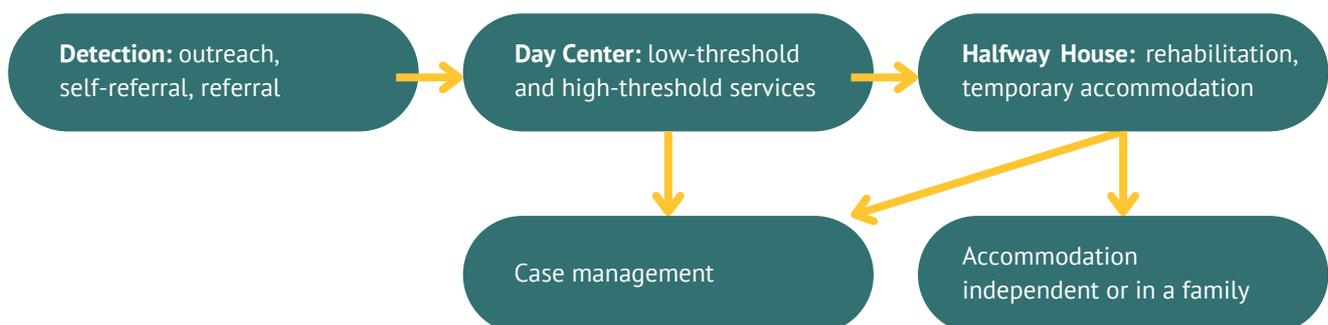 Detection: outreach,
self-referral, referral
Day Center: low-threshold
and high-threshold services
Halfway House: rehabilitation,
temporary accommodation
Case management
Accommodation
independent or in a family